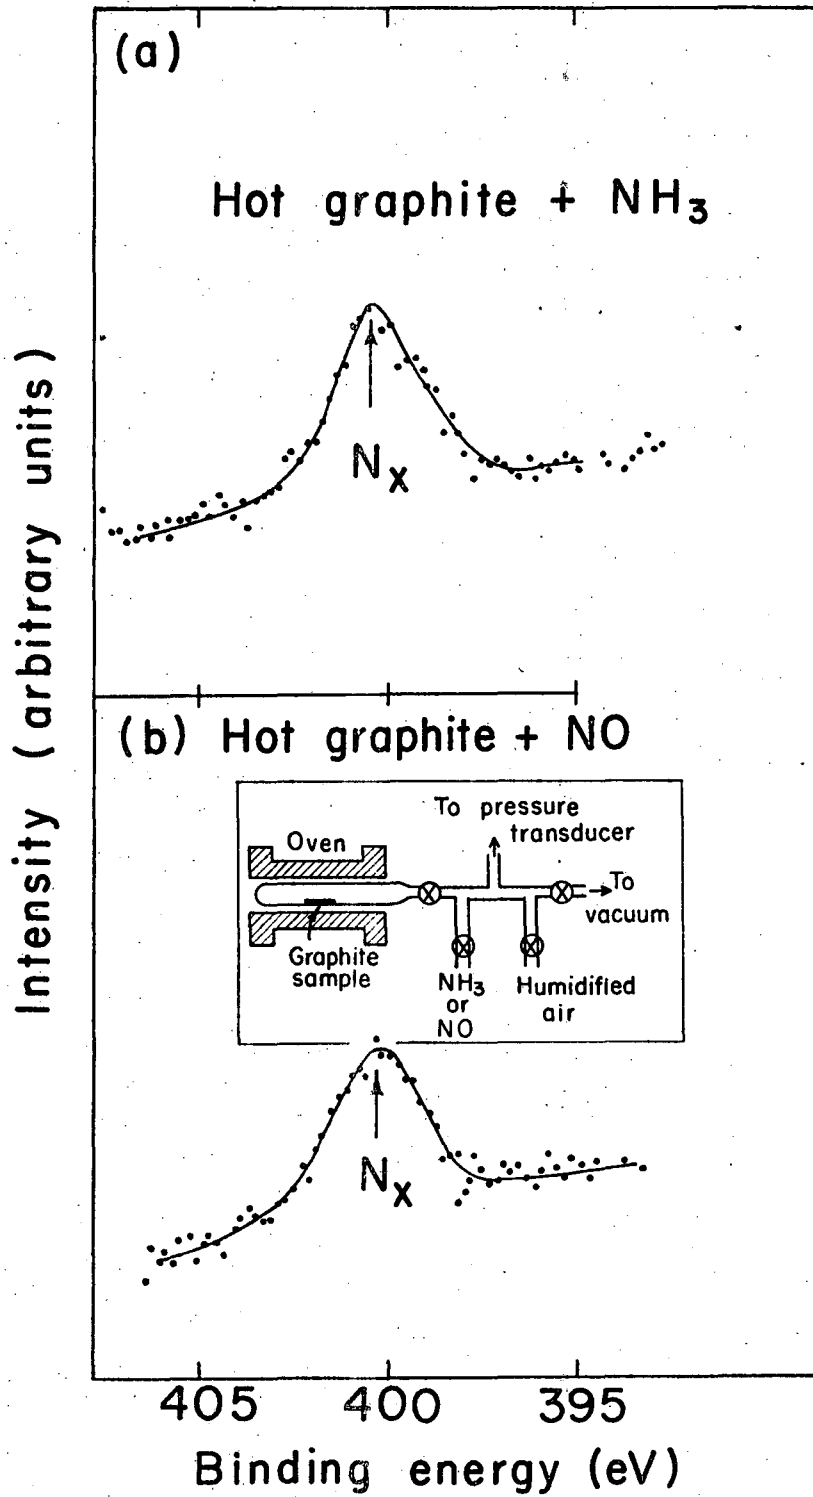 Intensity (arbitrary units)
(a)
Hot graphite + NH₃
Nₓ
(b) Hot graphite + NO
To pressure
transducer
Oven
To
vacuum
Graphite
sample
NH₃
or
NO
Humidified
air
Nₓ
405 400 395
Binding energy (eV)